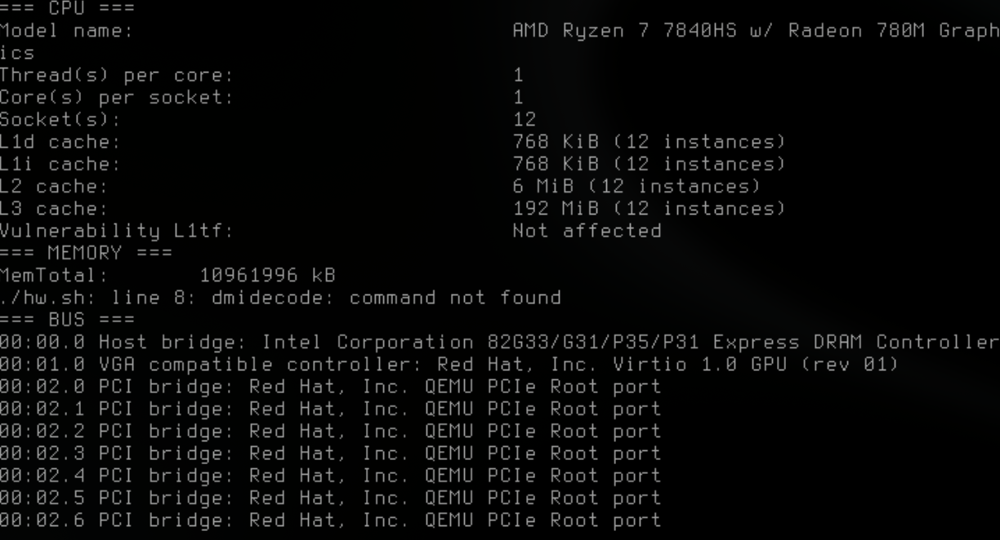 === CPU ===
Model name:                          AMD Ryzen 7 7840HS w/ Radeon 780M Graph
ics
Thread(s) per core:                  1
Core(s) per socket:                  1
Socket(s):                           12
L1d cache:                           768 KiB (12 instances)
L1i cache:                           768 KiB (12 instances)
L2 cache:                            6 MiB (12 instances)
L3 cache:                            192 MiB (12 instances)
Vulnerability L1tf:                  Not affected
=== MEMORY ===
MemTotal:       10961996 kB
./hw.sh: line 8: dmidecode: command not found
=== BUS ===
00:00.0 Host bridge: Intel Corporation 82G33/G31/P35/P31 Express DRAM Controller
00:01.0 VGA compatible controller: Red Hat, Inc. Virtio 1.0 GPU (rev 01)
00:02.0 PCI bridge: Red Hat, Inc. QEMU PCIe Root port
00:02.1 PCI bridge: Red Hat, Inc. QEMU PCIe Root port
00:02.2 PCI bridge: Red Hat, Inc. QEMU PCIe Root port
00:02.3 PCI bridge: Red Hat, Inc. QEMU PCIe Root port
00:02.4 PCI bridge: Red Hat, Inc. QEMU PCIe Root port
00:02.5 PCI bridge: Red Hat, Inc. QEMU PCIe Root port
00:02.6 PCI bridge: Red Hat, Inc. QEMU PCIe Root port